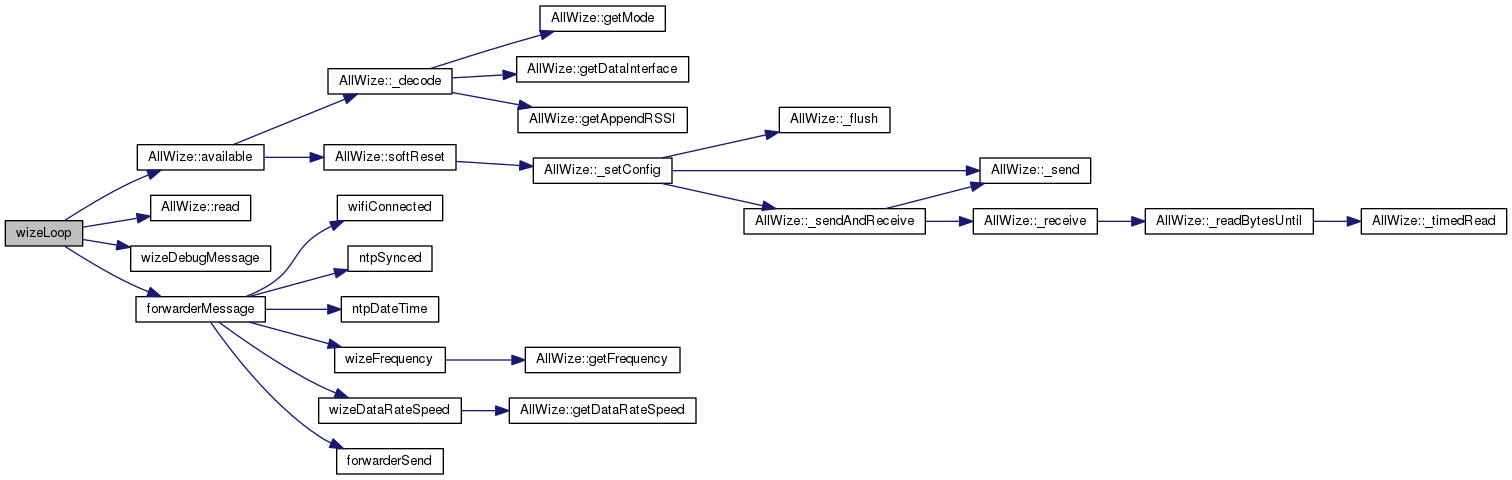 AllWize::getMode
AllWize::_decode
AllWize::getDataInterface
AllWize::getAppendRSSI
AllWize::_flush
AllWize::available
AllWize::softReset
AllWize::_setConfig
AllWize::_send
wizeLoop
AllWize::read
wifiConnected
AllWize::_sendAndReceive
AllWize::_receive
AllWize::_readBytesUntil
AllWize::_timedRead
wizeDebugMessage
ntpSynced
forwarderMessage
ntpDateTime
wizeFrequency
AllWize::getFrequency
wizeDataRateSpeed
AllWize::getDataRateSpeed
forwarderSend